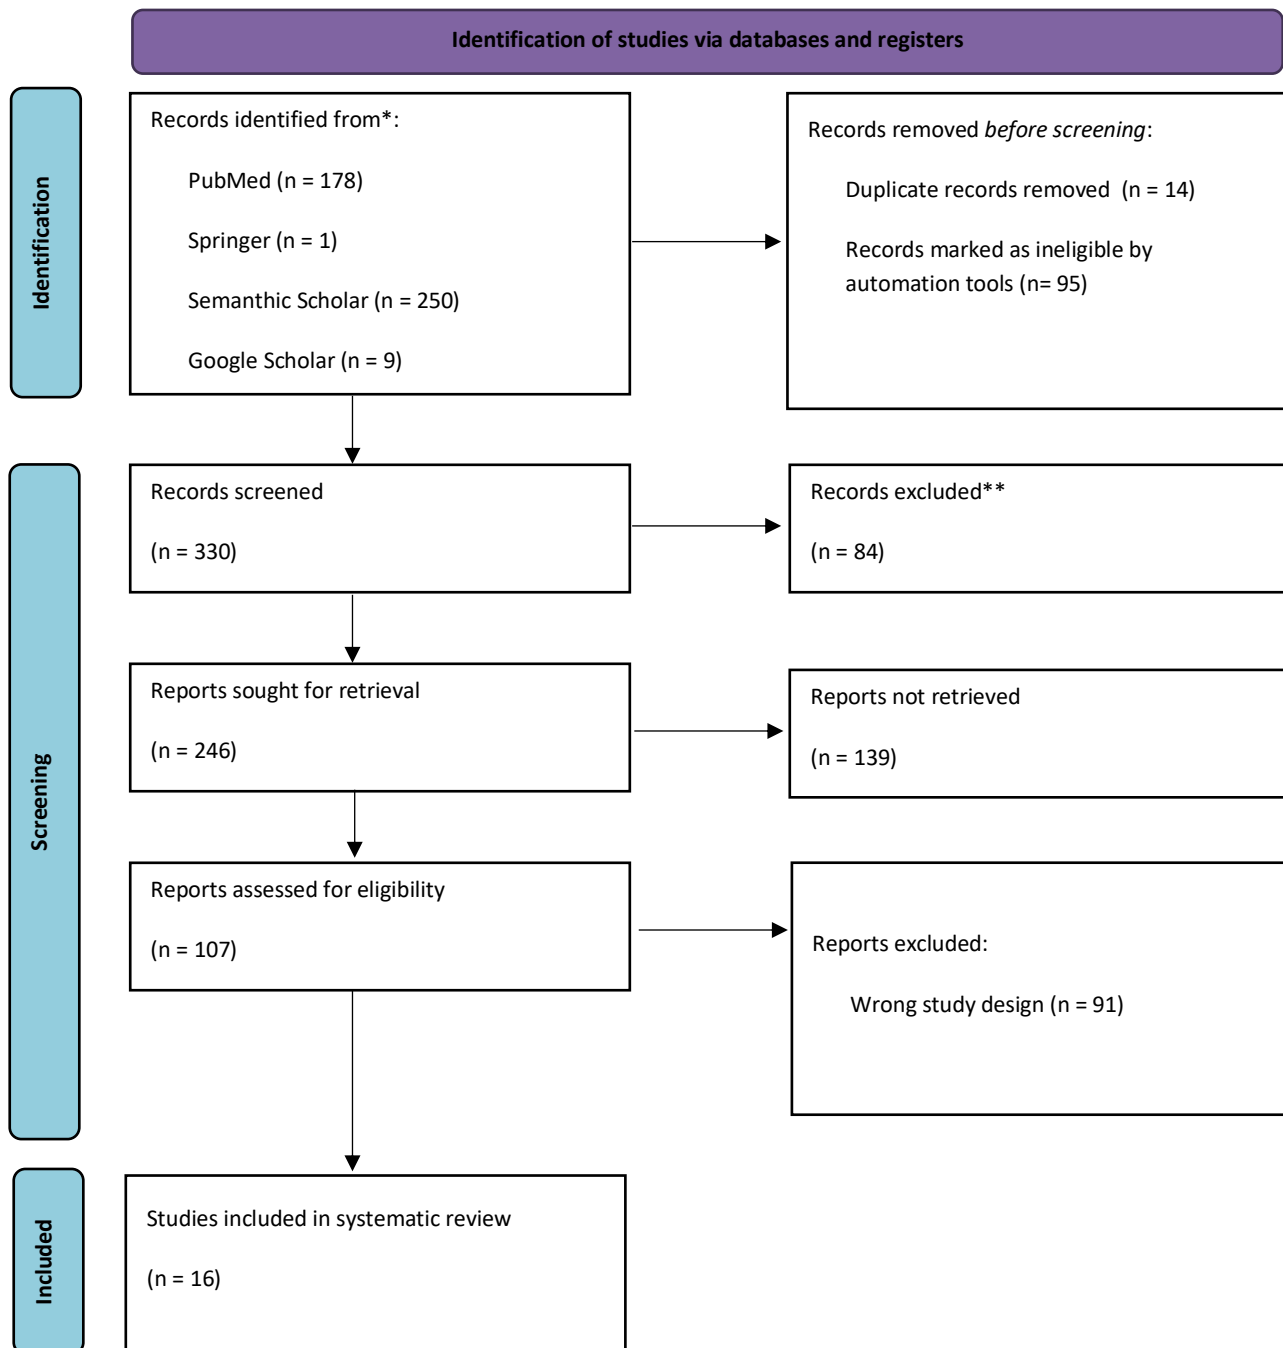 Identification of studies via databases and registers
Identification
Records identified from*:
PubMed (n = 178)
Springer (n = 1)
Semanthic Scholar (n = 250)
Google Scholar (n = 9)
Records removed before screening:
Duplicate records removed (n = 14)
Records marked as ineligible by
automation tools (n= 95)
Screening
Records screened
(n = 330)
Records excluded**
(n = 84)
Reports sought for retrieval
(n = 246)
Reports not retrieved
(n = 139)
Reports assessed for eligibility
(n = 107)
Reports excluded:
Wrong study design (n = 91)
Included
Studies included in systematic review
(n = 16)